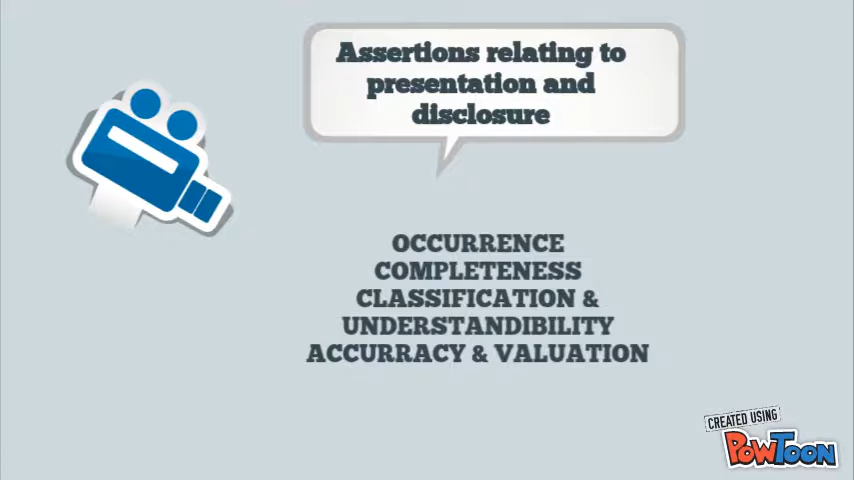 Assertions relating to
presentation and
disclosure
OCCURRENCE
COMPLETENESS
CLASSIFICATION &
UNDERSTANDIBILITY
ACCURRACY & VALUATION
CREATED USING
POWTOON